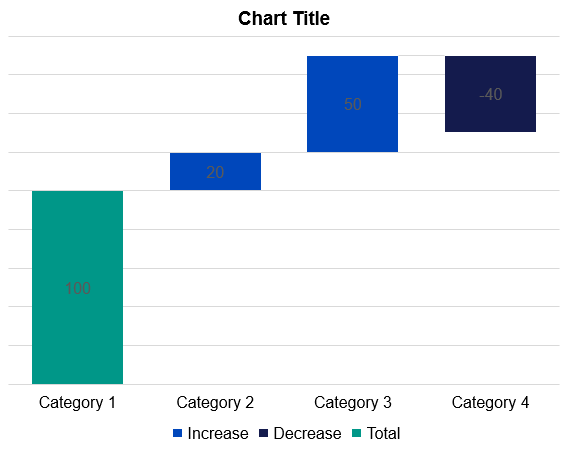 Chart Title
50
-40
20
100
Category 1 Category 2 Category 3 Category 4
Increase Decrease Total